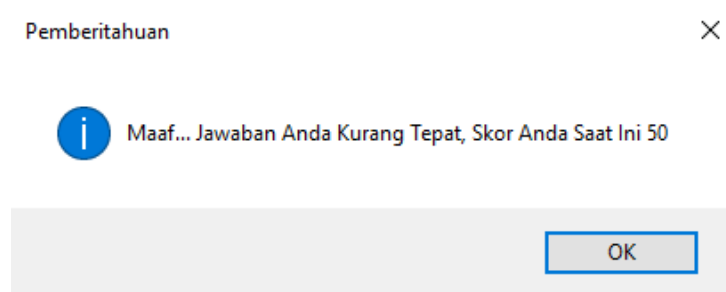 Pemberitahuan
Maaf... Jawaban Anda Kurang Tepat, Skor Anda Saat Ini 50
OK